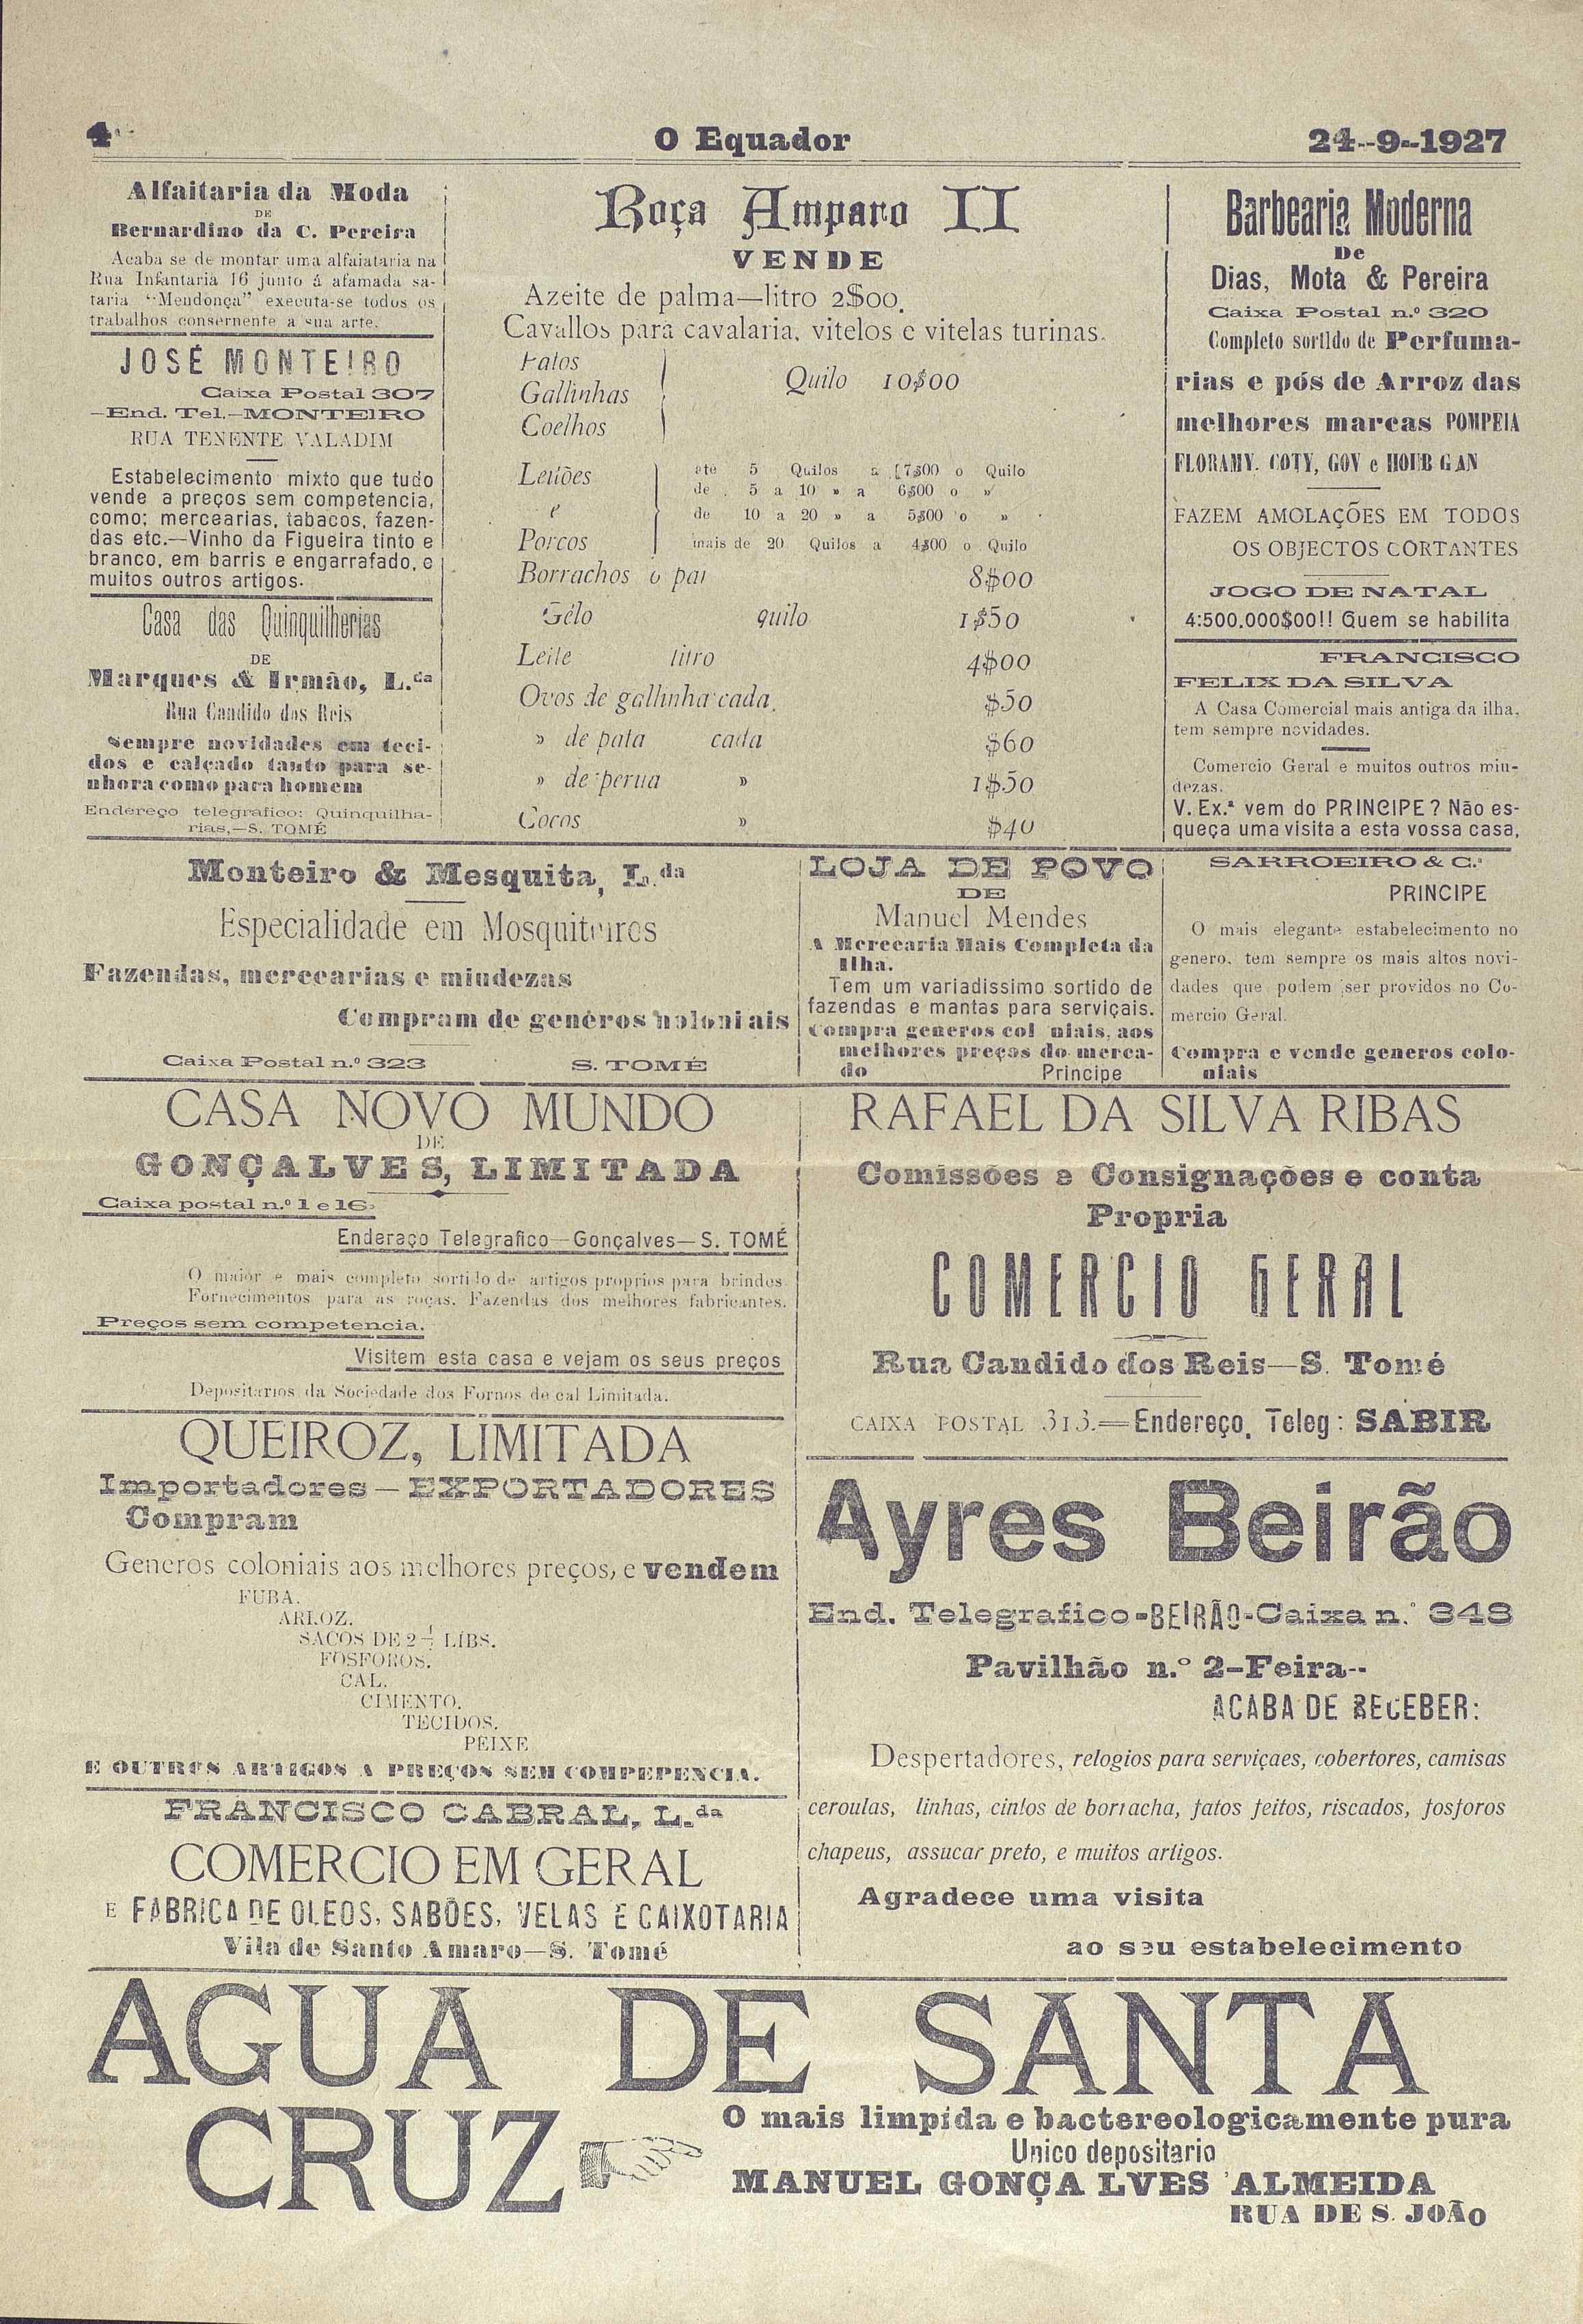 4
O Equador
24--9--1927
Alfaitaria da Moda
DE
Bernardino da C. Pereira
Acaba se de montar uma alfaiataria na
Rua Infantaria 16 junto á afamada sa-
taria "Mendonça" executa-se todos os
trabalhos consernente a sua arte.
JOSÉ MONTEIRO
Caixa Postal 307
—End. Tel.—MONTEIRO
RUA TENENTE VALADIM
Estabelecimento mixto que tudo
vende a preços sem competencia,
como: mercearias, tabacos, fazen-
das etc.—Vinho da Figueira tinto e
branco, em barris e engarrafado, e
muitos outros artigos.
Casa das Quinquilherias
DE
Marques & Irmão, L.da
Rua Candido dos Reis
Sempre novidades em teci-
dos e calçado tanto para se-
nhora como para homem
Endereço telegrafico: Quinquilha-
rias,—S. TOMÉ
Roça Amparo II
VENDE
Azeite de palma—litro 2$00.
Cavallos para cavalaria, vitelos e vitelas turinas.
Patos
Gallinhas Quilo 10$00
Coelhos
Leitões até 5 Quilos a [7$00 o Quilo
de 5 a 10 » a 6$00 o »
e de 10 a 20 » a 5$00 o »
Porcos mais de 20 Quilos a 4$00 o Quilo
Borrachos o par 8$00
Gêlo quilo 1$50
Leite litro 4$00
Ovos de gallinha cada. $50
» de pata cada $60
» de perua » 1$50
Cocos » $40
Barbearia Moderna
De
Dias, Mota & Pereira
Caixa Postal n.º 320
Completo sortido de Perfuma-
rias e pós de Arroz das
melhores marcas POMPEIA
FLORAMY. COTY, GOY e HOUBGAN
FAZEM AMOLAÇÕES EM TODOS
OS OBJECTOS CORTANTES
JOGO DE NATAL
4:500.000$00!! Quem se habilita
FRANCISCO
FELIX DA SILVA
A Casa Comercial mais antiga da ilha,
tem sempre novidades.
Comercio Geral e muitos outros miu-
dezas.
V. Ex.ª vem do PRINCIPE? Não es-
queça uma visita a esta vossa casa,
Monteiro & Mesquita, L.da
Especialidade em Mosquiteiros
Fazendas, mercearias e miudezas
Compram de genéros noloniais
Caixa Postal n.º 323 S. TOMÉ
LOJA DE POVO
DE
Manuel Mendes
A Mercearia Mais Completa da
Ilha.
Tem um variadissimo sortido de
fazendas e mantas para serviçais.
Compra generos col niais, aos
melhores preços do merca-
do Principe
SARROEIRO & C.ª
PRINCIPE
O mais elegante estabelecimento no
genero, tem sempre os mais altos novi-
dades que podem ser providos no Co-
mercio Geral.
Compra e vende generos colo-
niais
CASA NOVO MUNDO
DE
GONÇALVES, LIMITADA
Caixa postal n.º 1 e 16
Enderaço Telegrafico—Gonçalves—S. TOMÉ
O maior e mais completo sortido de artigos proprios para brindes.
Fornecimentos para as roças. Fazendas dos melhores fabricantes.
Preços sem competencia.
Visitem esta casa e vejam os seus preços
Depositarios da Sociedade dos Fornos de cal Limitada.
RAFAEL DA SILVA RIBAS
Comissões e Consignações e conta
Propria
COMERCIO GERAL
Rua Candido dos Reis—S. Tomé
CAIXA POSTAL 313.—Endereço. Teleg: SABIR
QUEIROZ, LIMITADA
Importadores — EXPORTADORES
Compram
Generos coloniais aos melhores preços, e vendem
FUBA.
ARROZ.
SACOS DE 2 ½ LIBS.
FOSFOROS.
CAL.
CIMENTO.
TECIDOS.
PEIXE
E OUTROS ARTIGOS A PREÇOS SEM COMPEPENCIA.
Ayres Beirão
End. Telegrafico-BEIRÃO-Caixa n.º 348
Pavilhão n.º 2-Feira--
ACABA DE RECEBER:
Despertadores, relogios para serviçaes, cobertores, camisas
ceroulas, linhas, cintos de borracha, fatos feitos, riscados, fosforos
chapeus, assucar preto, e muitos artigos.
Agradece uma visita
ao seu estabelecimento
FRANCISCO CABRAL, L.da
COMERCIO EM GERAL
E FABRICA DE OLEOS, SABÕES, VELAS E CAIXOTARIA
Vila de Santo Amaro—S. Tomé
AGUA DE SANTA
CRUZ
O mais limpida e bactereologicamente pura
Unico depositario
MANUEL GONÇALVES ALMEIDA
RUA DE S. JOÃO